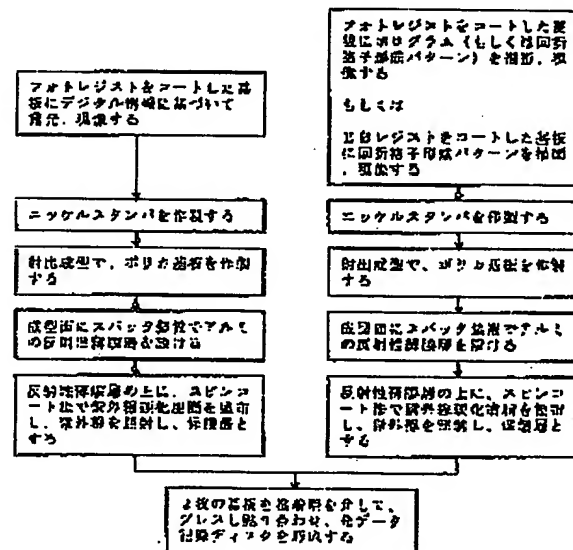 フォトレジストをコートした基
板にデジタル情報に基づいて
露光、現像する
ニッケルスタンパを作製する
射出成型で、ポリカ基板を作製
する
成型面にスパッタ装置でアルミ
の反射性薄膜層を設ける
反射性薄膜層の上に、スピンコ
ート法で紫外線硬化樹脂を塗布
し、紫外線を照射し、保護層と
する
フォトレジストをコートした基
板にホログラム（もしくは回折
格子形成パターン）を撮影、現
像する
もしくは
レジストをコートした基板
に回折格子形成パターンを描画
、現像する
ニッケルスタンパを作製する
射出成型で、ポリカ基板を作製
する
成型面にスパッタ装置でアルミ
の反射性薄膜層を設ける
反射性薄膜層の上に、スピンコ
ート法で紫外線硬化樹脂を塗布
し、紫外線を照射し、保護層と
する
2枚の基板を接着層を介して、
プレスし貼り合わせ、光データ
記録ディスクを形成する